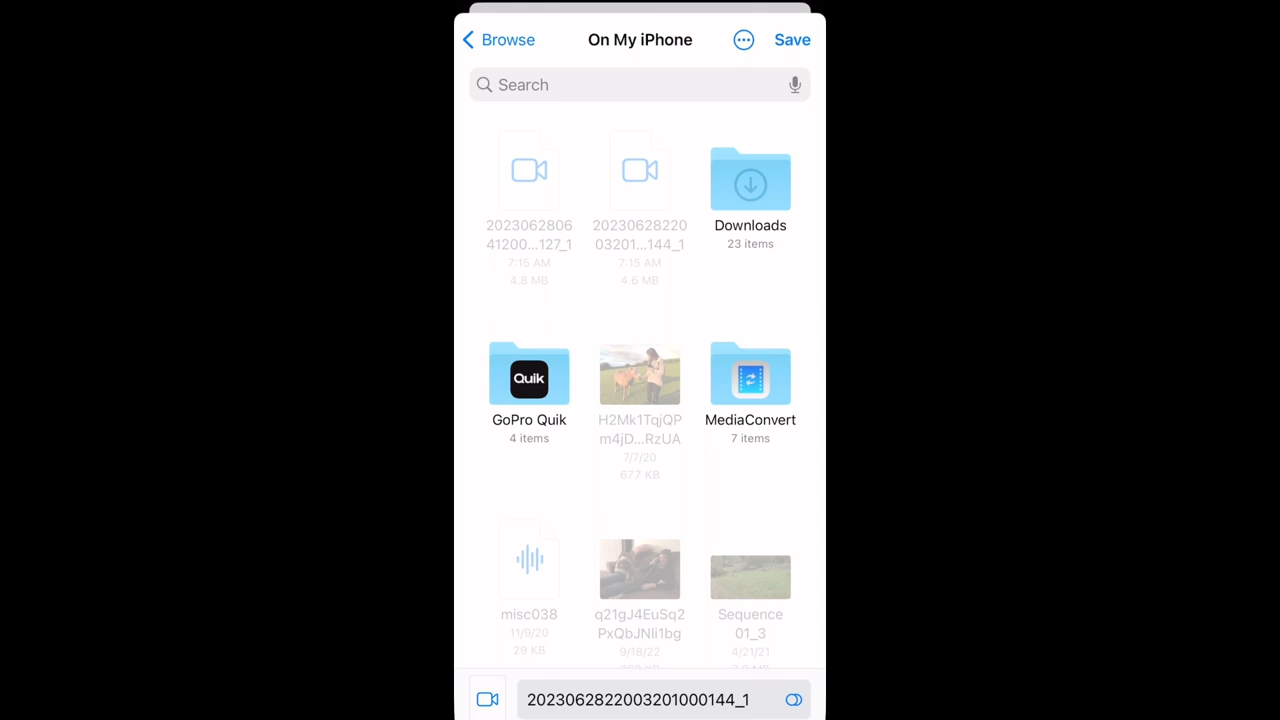 Browse
On My iPhone
Save
Search
2023062806
41200...127_1
7:15 AM
4.8 MB
2023062822
03201...144_1
7:15 AM
4.6 MB
Downloads
23 items
Quik
GoPro Quik
4 items
H2Mk1TqjQP
m4jD...RzUA
7/7/20
677 KB
MediaConvert
7 items
misc038
11/9/20
29 KB
q21gJ4EuSq2
PxQbJNIi1bg
9/18/22
Sequence
01_3
4/21/21
2023062822003201000144_1